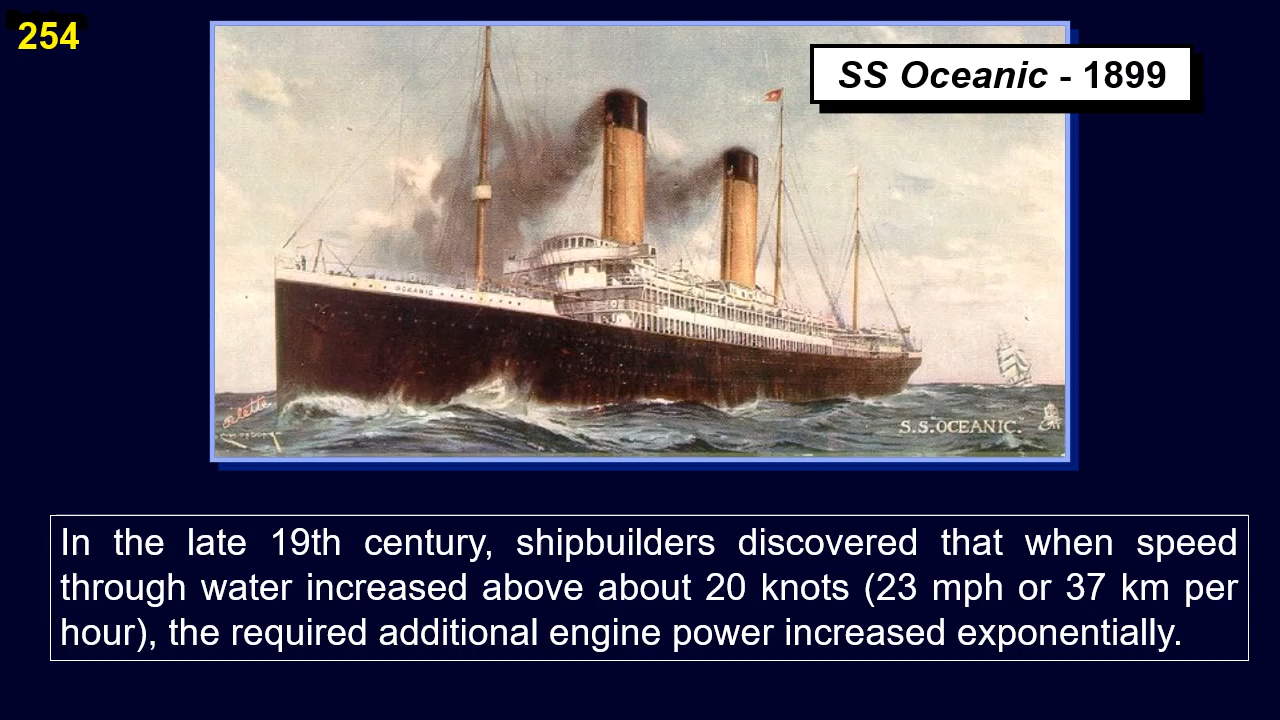 254
SS Oceanic - 1899
OCEANIC
S.S."OCEANIC."
In the late 19th century, shipbuilders discovered that when speed
through water increased above about 20 knots (23 mph or 37 km per
hour), the required additional engine power increased exponentially.